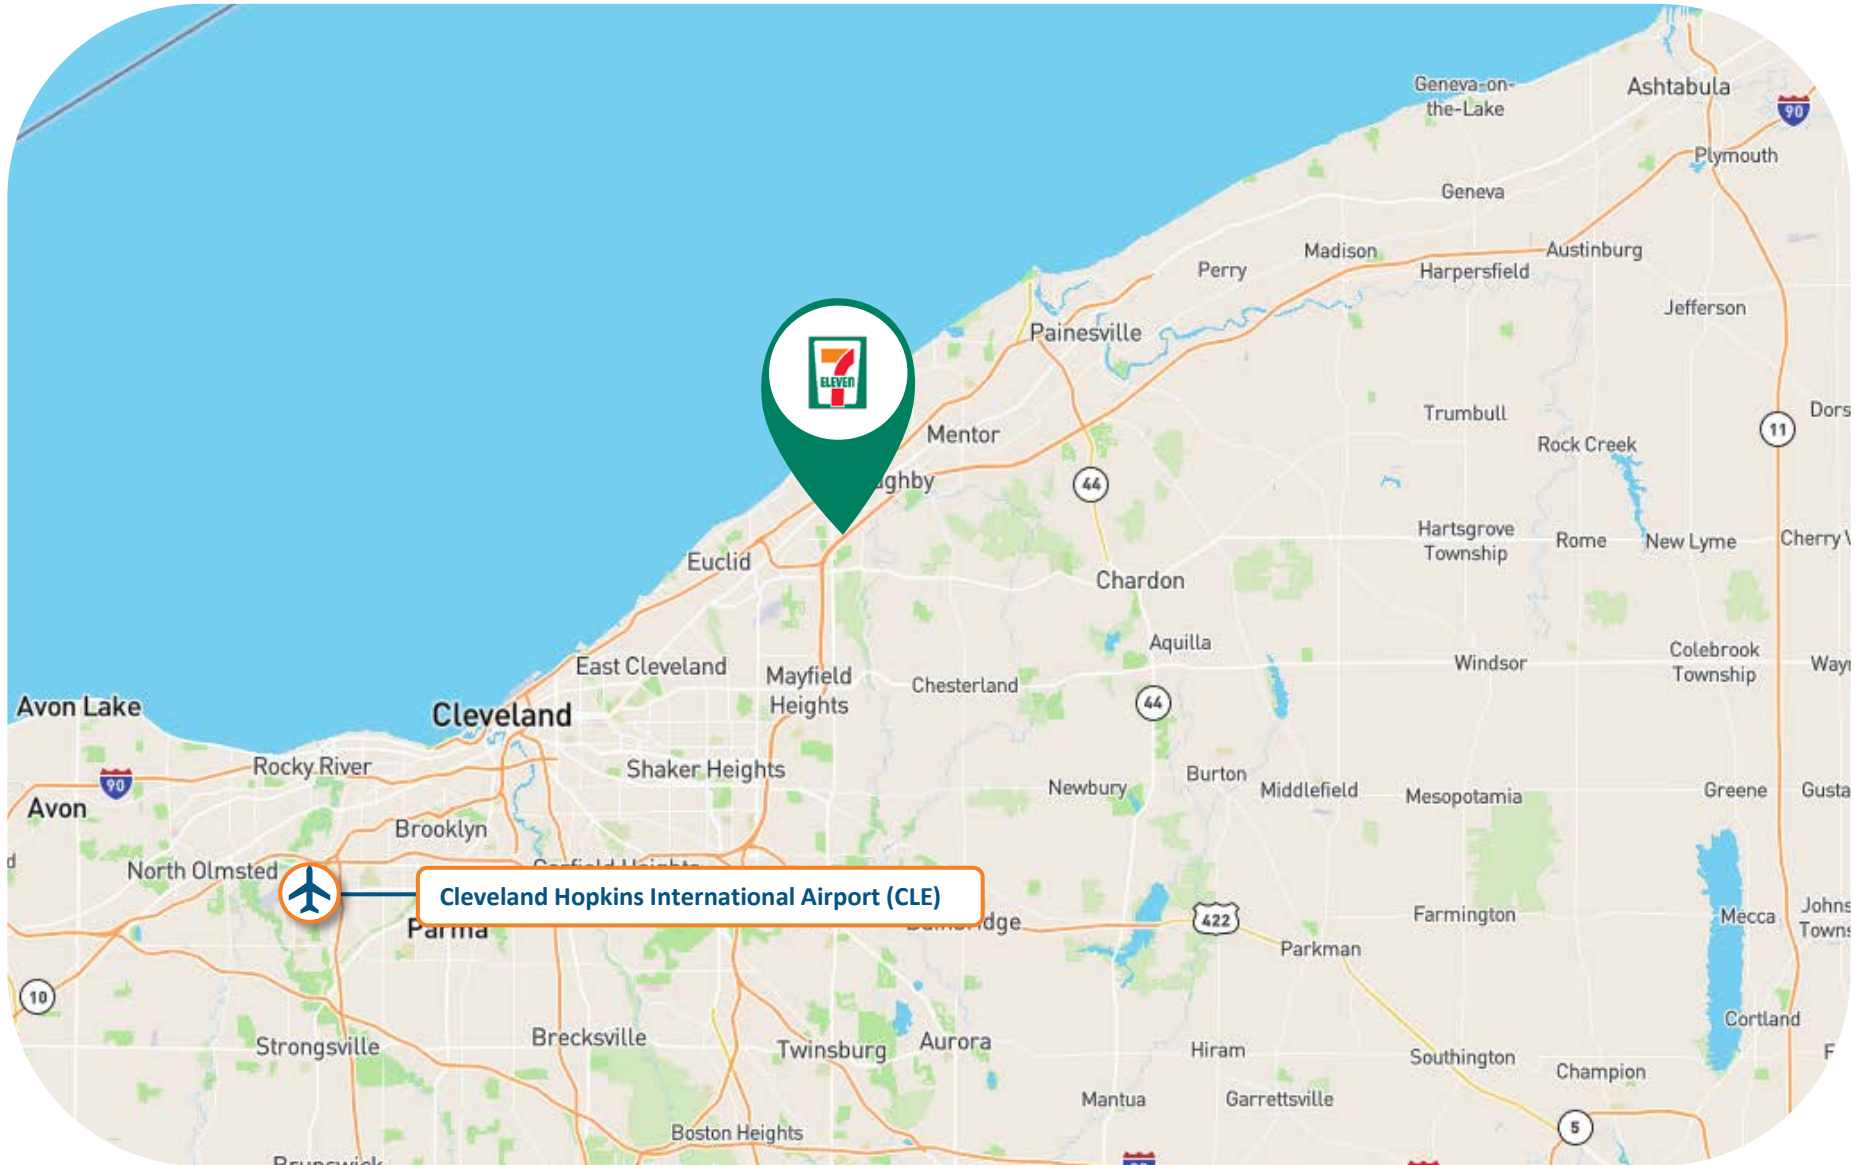 Geneva-on-
the-Lake
Ashtabula
90
Plymouth
Geneva
Madison
Austinburg
Perry
Harpersfield
Jefferson
Painesville
7
ELEVEN
Trumbull
Dors
11
Mentor
Rock Creek
ghby
44
Hartsgrove
Township
Rome
New Lyme
Cherry V
Euclid
Chardon
Aquilla
Windsor
Colebrook
Township
Way
East Cleveland
Mayfield
Heights
Chesterland
44
Avon Lake
Cleveland
Rocky River
Shaker Heights
90
Avon
Newbury
Burton
Middlefield
Mesopotamia
Greene
Gusta
Brooklyn
North Olmsted
Garfield Heights
Cleveland Hopkins International Airport (CLE)
Parma
Bainbridge
422
Farmington
Mecca
Johns
Towns
Parkman
10
Cortland
Strongsville
Brecksville
Twinsburg
Aurora
Hiram
Southington
Champion
F
Mantua
Garrettsville
Boston Heights
5
Brunswick